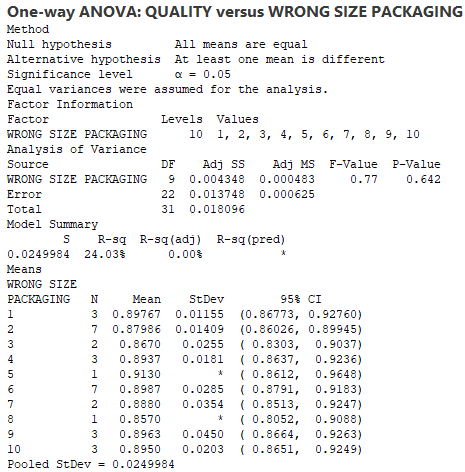 One-way ANOVA: QUALITY versus WRONG SIZE PACKAGING
Method
Null hypothesis All means are equal
Alternative hypothesis At least one mean is different
Significance level α = 0.05
Equal variances were assumed for the analysis.
Factor Information
Factor Levels Values
WRONG SIZE PACKAGING 10 1, 2, 3, 4, 5, 6, 7, 8, 9, 10
Analysis of Variance
Source DF Adj SS Adj MS F-Value P-Value
WRONG SIZE PACKAGING 9 0.004348 0.000483 0.77 0.642
Error 22 0.013748 0.000625
Total 31 0.018096
Model Summary
S R-sq R-sq(adj) R-sq(pred)
0.0249984 24.03% 0.00% *
Means
WRONG SIZE
PACKAGING N Mean StDev 95% CI
1 3 0.89767 0.01155 (0.86773, 0.92760)
2 7 0.87986 0.01409 (0.86026, 0.89945)
3 2 0.8670 0.0255 ( 0.8303, 0.9037)
4 3 0.8937 0.0181 ( 0.8637, 0.9236)
5 1 0.9130 * ( 0.8612, 0.9648)
6 7 0.8987 0.0285 ( 0.8791, 0.9183)
7 2 0.8880 0.0354 ( 0.8513, 0.9247)
8 1 0.8570 * ( 0.8052, 0.9088)
9 3 0.8963 0.0450 ( 0.8664, 0.9263)
10 3 0.8950 0.0203 ( 0.8651, 0.9249)
Pooled StDev = 0.0249984